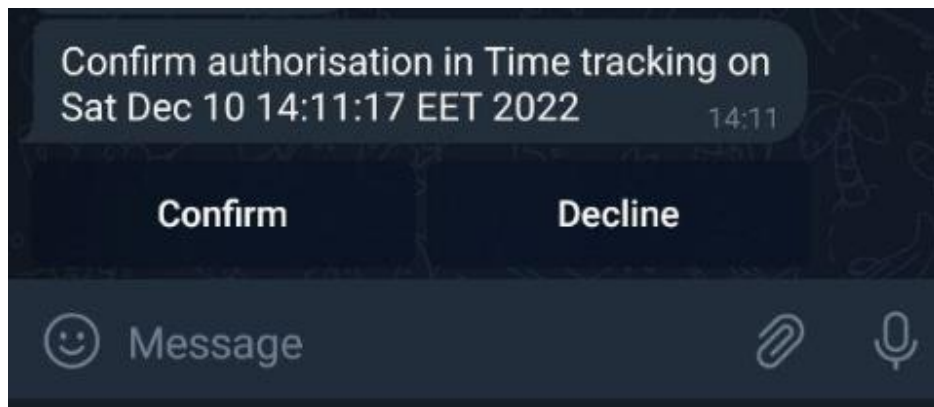 Confirm authorisation in Time tracking on
Sat Dec 10 14:11:17 EET 2022
14:11
Confirm
Decline
Message